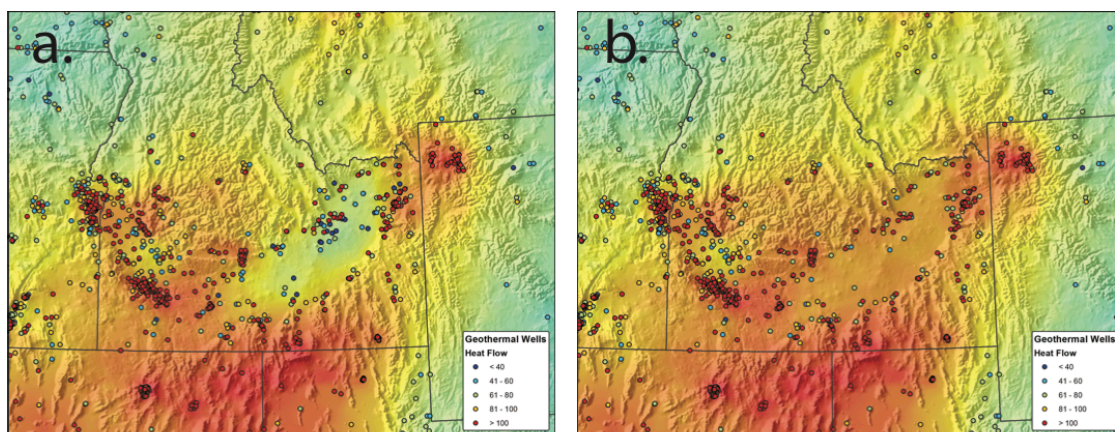 a.
Geothermal Wells
Heat Flow
< 40
41 - 60
61 - 80
81 - 100
> 100
b.
Geothermal Wells
Heat Flow
< 40
41 - 60
61 - 80
81 - 100
> 100